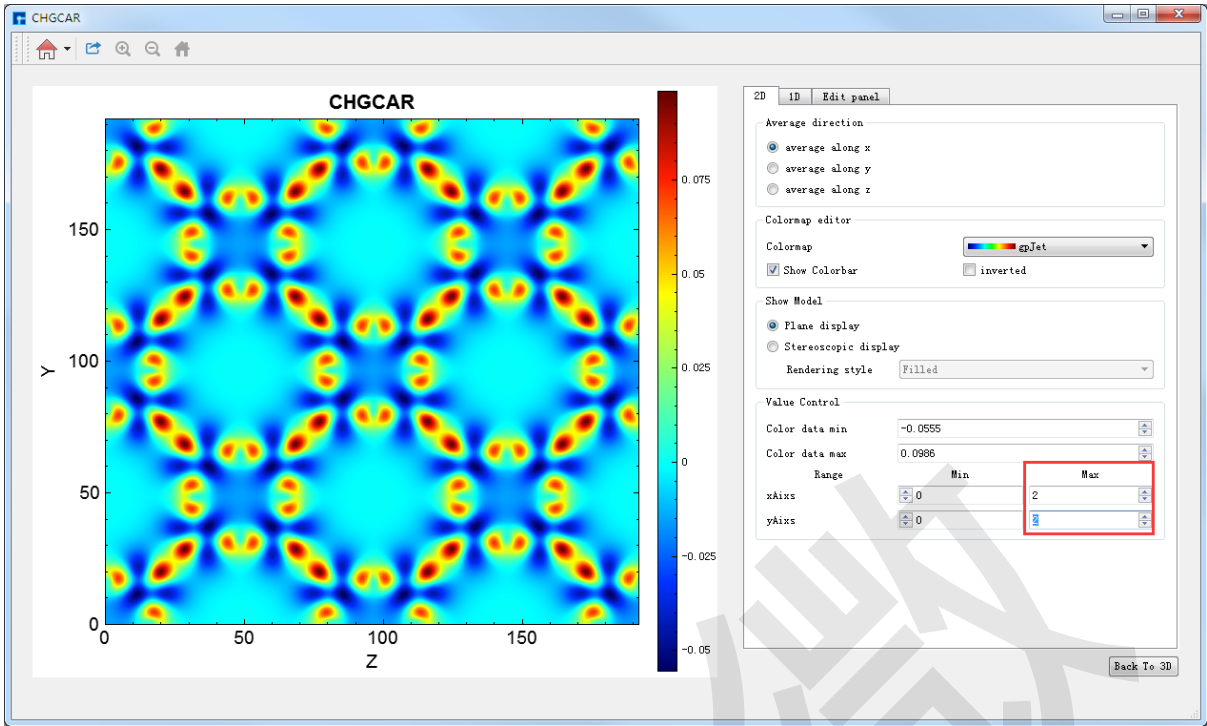 CHGCAR
CHGCAR
Y
150
100
50
0
0
50
100
150
Z
0.075
0.05
0.025
0
-0.025
-0.05
2D 1D Edit panel
Average direction
average along x
average along y
average along z
Colormap editor
Colormap gpJet
Show Colorbar inverted
Show Model
Plane display
Stereoscopic display
Rendering style Filled
Value Control
Color data min -0.0555
Color data max 0.0986
Range Min Max
xAixs 0 2
yAixs 0 2
Back To 3D